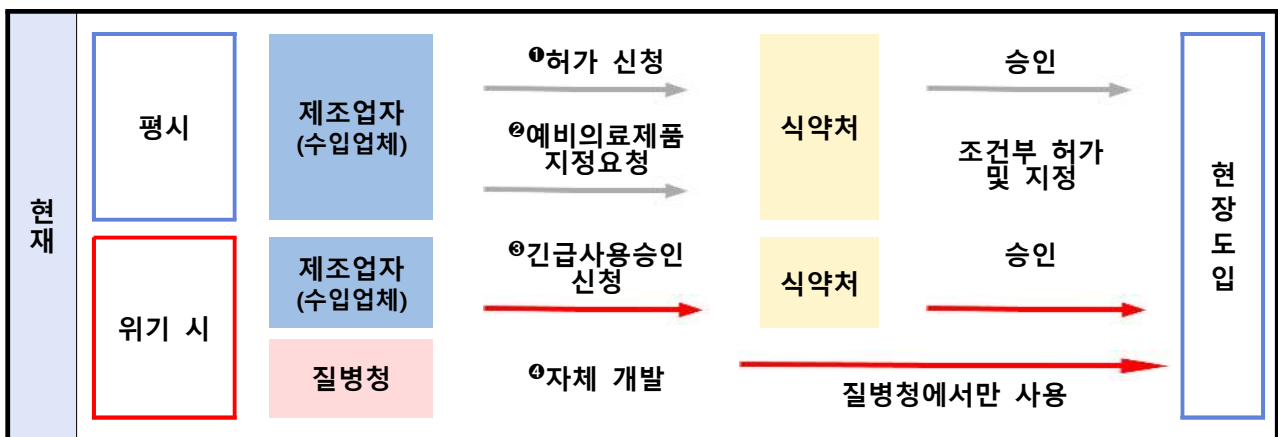 현재
평시
제조업자
(수입업체)
❶허가 신청
❷예비의료제품
지정요청
식약처
승인
조건부 허가
및 지정
위기 시
제조업자
(수입업체)
❸긴급사용승인
신청
식약처
승인
질병청
❹자체 개발
질병청에서만 사용
현장도입